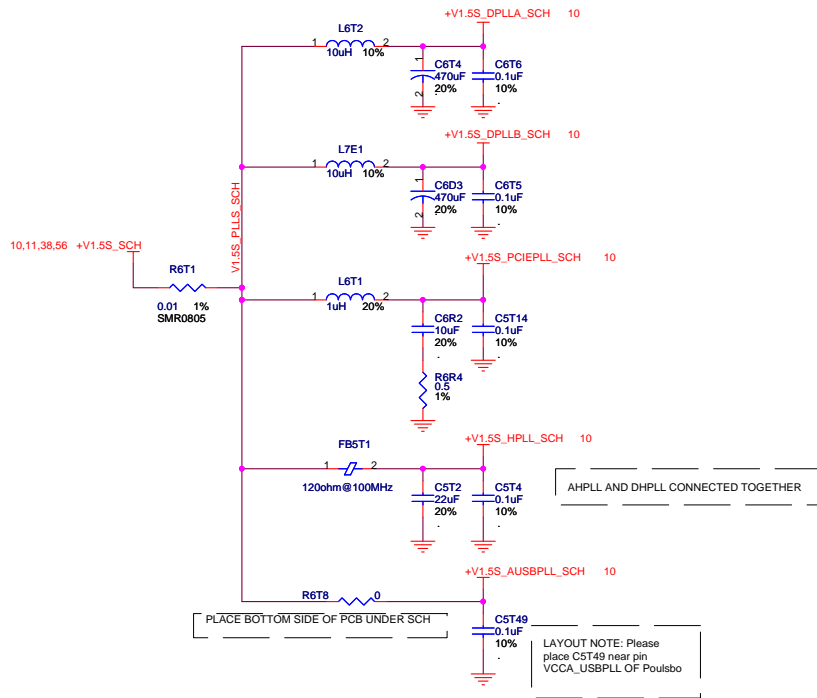 +V1.5S_DPLLA_SCH 10
L6T2
1 2
10uH 10%
1
C6T4
470uF
20%
2
C6T6
0.1uF
10%
.
+V1.5S_DPLLB_SCH 10
L7E1
1 2
10uH 10%
1
C6D3
470uF
20%
2
C6T5
0.1uF
10%
.
V1.5S_PLLS_SCH
10,11,38,56 +V1.5S_SCH
R6T1
0.01 1%
SMR0805
+V1.5S_PCIEPLL_SCH 10
L6T1
1 2
1uH 20%
C6R2
10uF
20%
.
C5T14
0.1uF
10%
.
R6R4
0.5
1%
+V1.5S_HPLL_SCH 10
FB5T1
1 2
120ohm@100MHz
C5T2
22uF
20%
C5T4
0.1uF
10%
.
AHPLL AND DHPLL CONNECTED TOGETHER
+V1.5S_AUSBPLL_SCH 10
R6T8 0
PLACE BOTTOM SIDE OF PCB UNDER SCH
C5T49
0.1uF
10%
.
LAYOUT NOTE: Please
place C5T49 near pin
VCCA_USBPLL OF Poulsbo